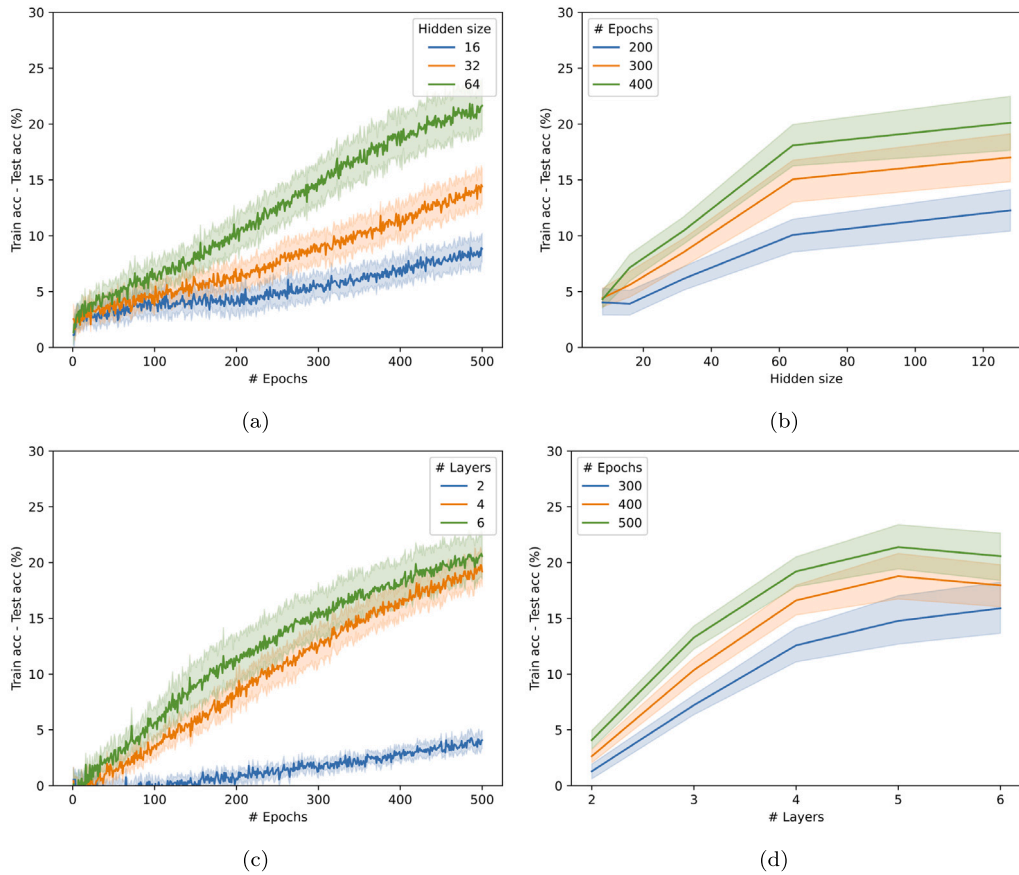 Train acc - Test acc (%)
30
25
20
15
10
5
0
Hidden size
16
32
64
0 100 200 300 400 500
# Epochs
(a)
Train acc - Test acc (%)
30
25
20
15
10
5
0
# Epochs
200
300
400
20 40 60 80 100 120
Hidden size
(b)
Train acc - Test acc (%)
30
25
20
15
10
5
0
# Layers
2
4
6
0 100 200 300 400 500
# Epochs
(c)
Train acc - Test acc (%)
30
25
20
15
10
5
0
# Epochs
300
400
500
2 3 4 5 6
# Layers
(d)